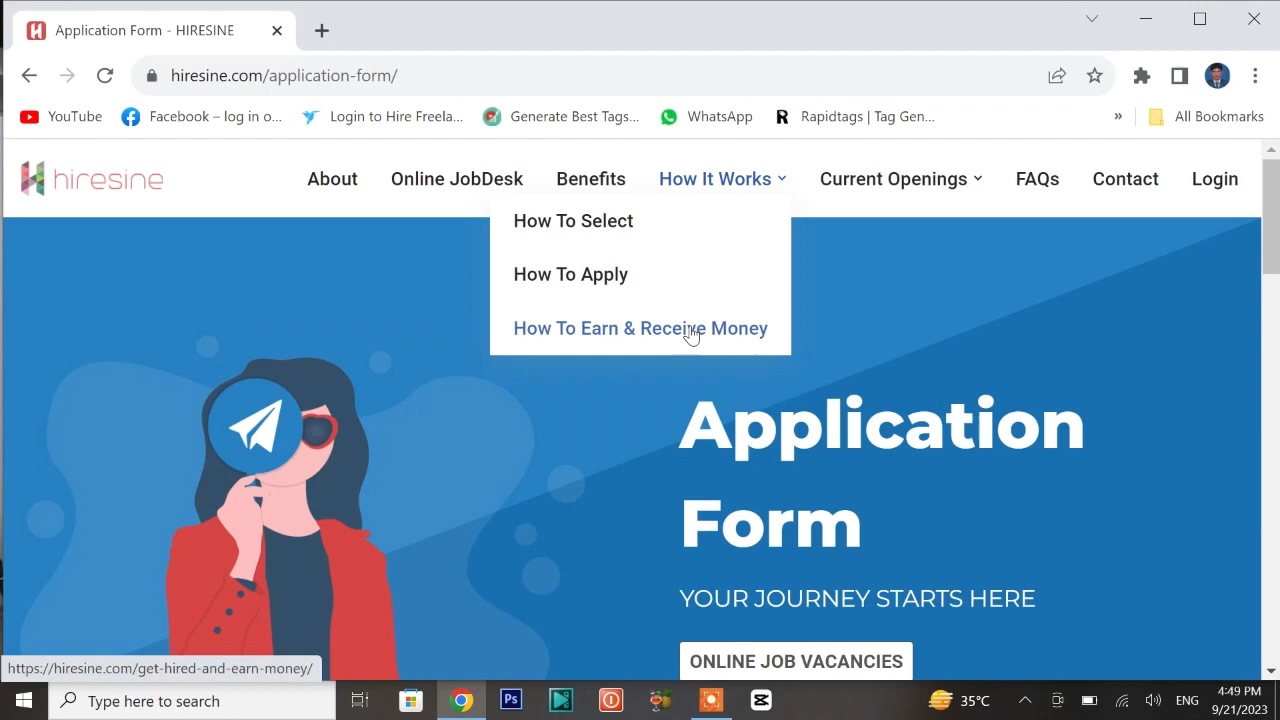 Application Form - HIRESINE
hiresine.com/application-form/
YouTube Facebook – log in o... Login to Hire Freela... Generate Best Tags... WhatsApp R Rapidtags | Tag Gen... » All Bookmarks
hiresine About Online JobDesk Benefits How It Works Current Openings FAQs Contact Login
How To Select
How To Apply
How To Earn & Receive Money
Application
Form
YOUR JOURNEY STARTS HERE
ONLINE JOB VACANCIES
https://hiresine.com/get-hired-and-earn-money/
Type here to search Ps 35°C ENG 4:49 PM
9/21/2023